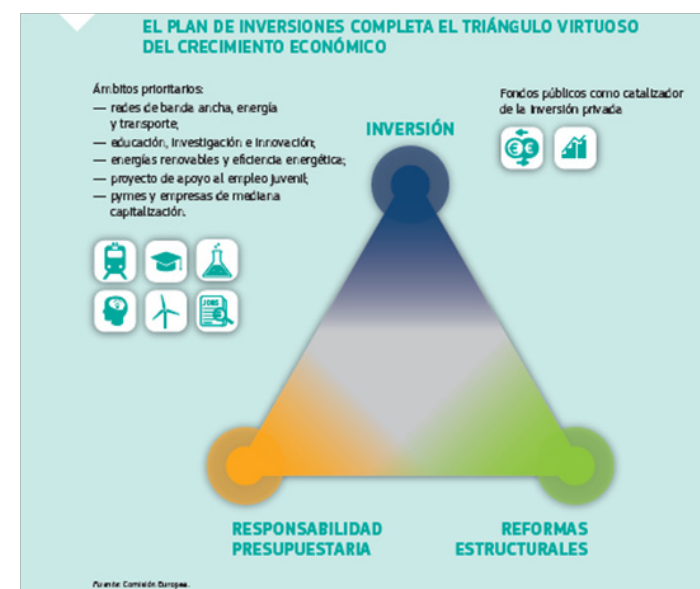 EL PLAN DE INVERSIONES COMPLETA EL TRIÁNGULO VIRTUOSO
DEL CRECIMIENTO ECONÓMICO
Ámbitos prioritarios:
— redes de banda ancha, energía
y transporte;
— educación, investigación e innovación;
— energías renovables y eficiencia energética;
— proyecto de apoyo al empleo juvenil;
— pymes y empresas de mediana
capitalización.
Fondos públicos como catalizador
de la inversión privada
INVERSIÓN
JOBS
RESPONSABILIDAD
PRESUPUESTARIA
REFORMAS
ESTRUCTURALES
Fuente: Comisión Europea.